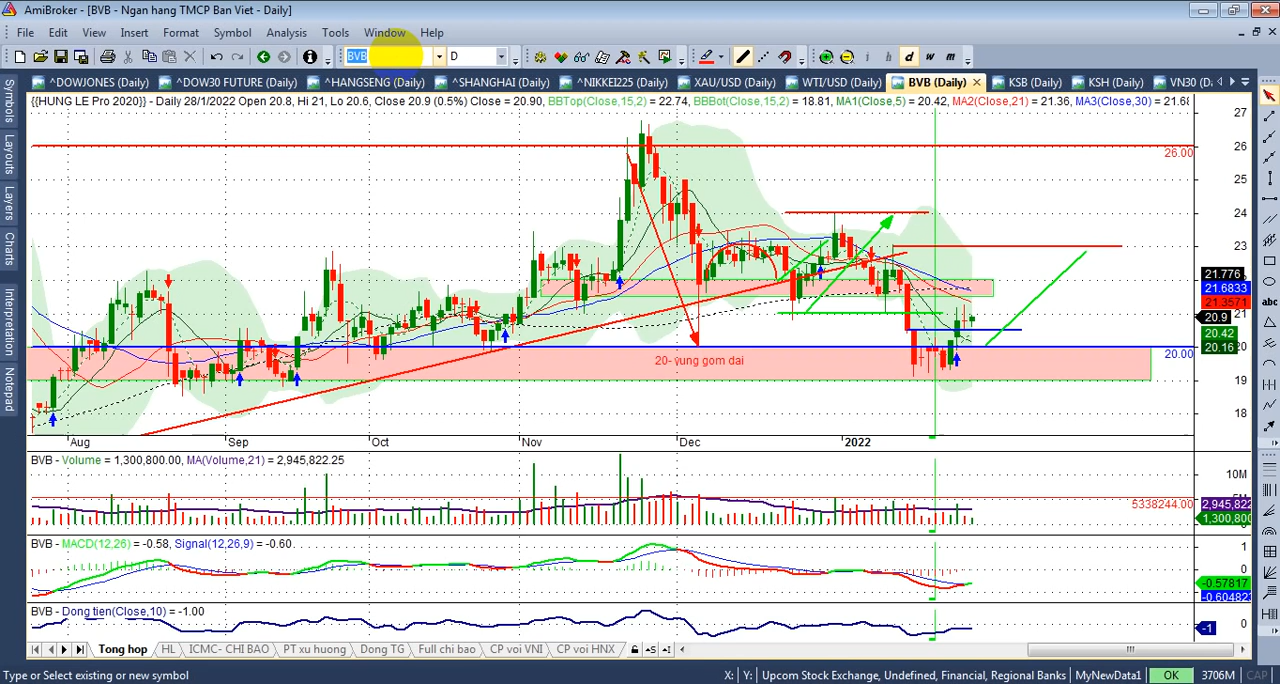 AmiBroker - [BVB - Ngan hang TMCP Ban Viet - Daily]
File Edit View Insert Format Symbol Analysis Tools Window Help
BVB D i h d w m
^DOWJONES (Daily) ^DOW30 FUTURE (Daily) ^HANGSENG (Daily) ^SHANGHAI (Daily) ^NIKKEI225 (Daily) XAU/USD (Daily) WTI/USD (Daily) BVB (Daily) KSB (Daily) KSH (Daily) VN30 (D
{{HUNG LE Pro 2020}} - Daily 28/1/2022 Open 20.8, Hi 21, Lo 20.6, Close 20.9 (0.5%) Close = 20.90, BBTop(Close,15,2) = 22.74, BBBot(Close,15,2) = 18.81, MA1(Close,5) = 20.42, MA2(Close,21) = 21.36, MA3(Close,30) = 21.68
Symbols
Layouts
Layers
Charts
Interpretation
Notepad
27
26
26.00
25
24
23
21.776
21.6833
21.3571
20.9
20.42
20.16
20
20.00
20- vung gom dai
19
18
Aug Sep Oct Nov Dec 2022
BVB - Volume = 1,300,800.00, MA(Volume,21) = 2,945,822.25
10M
5338244.00
2,945,822
1,300,800
BVB - MACD(12,26) = -0.58, Signal(12,26,9) = -0.60
1
0
-0.57817
-0.604827
BVB - Dong tien(Close,10) = -1.00
0
-1
Tong hop HL ICMC- CHI BAO PT xu huong Dong TG Full chi bao CP voi VNI CP voi HNX
Type or Select existing or new symbol X: Y: Upcom Stock Exchange, Undefined, Financial, Regional Banks MyNewData1 OK 3706M CAP
abc